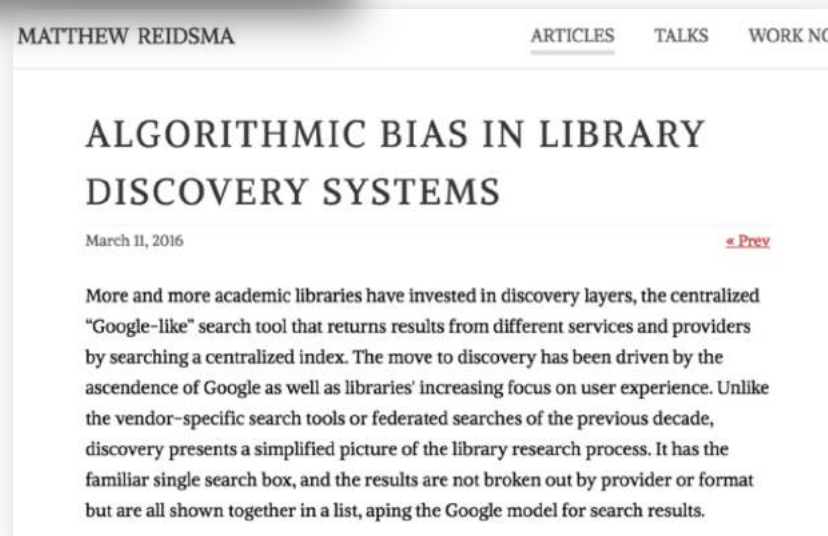 MATTHEW REIDSMA
ARTICLES TALKS WORK NO
ALGORITHMIC BIAS IN LIBRARY
DISCOVERY SYSTEMS
March 11, 2016
« Prev
More and more academic libraries have invested in discovery layers, the centralized
“Google-like” search tool that returns results from different services and providers
by searching a centralized index. The move to discovery has been driven by the
ascendence of Google as well as libraries' increasing focus on user experience. Unlike
the vendor-specific search tools or federated searches of the previous decade,
discovery presents a simplified picture of the library research process. It has the
familiar single search box, and the results are not broken out by provider or format
but are all shown together in a list, aping the Google model for search results.